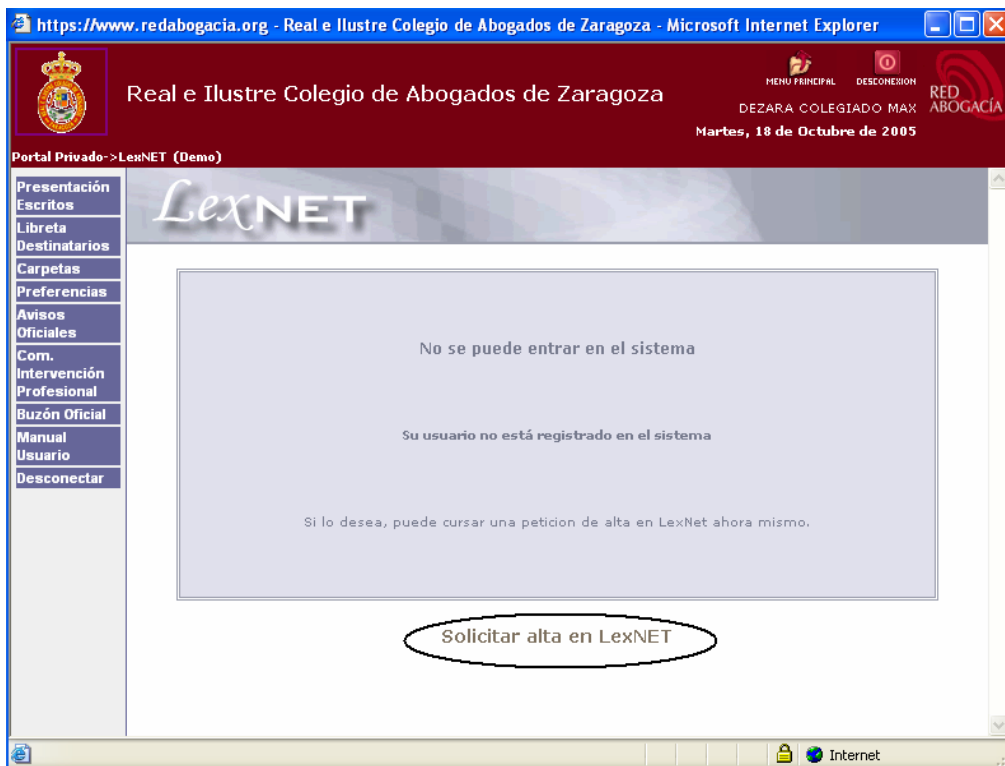 https://www.redabogacia.org - Real e Ilustre Colegio de Abogados de Zaragoza - Microsoft Internet Explorer
MENU PRINCIPAL DESCONEXION
Real e Ilustre Colegio de Abogados de Zaragoza
RED
ABOGACÍA
DEZARA COLEGIADO MAX
Martes, 18 de Octubre de 2005
Portal Privado->LexNET (Demo)
Presentación
Escritos
Libreta
Destinatarios
Carpetas
Preferencias
Avisos
Oficiales
Com.
Intervención
Profesional
Buzón Oficial
Manual
Usuario
Desconectar
LexNET
No se puede entrar en el sistema
Su usuario no está registrado en el sistema
Si lo desea, puede cursar una peticion de alta en LexNet ahora mismo.
Solicitar alta en LexNET
Internet